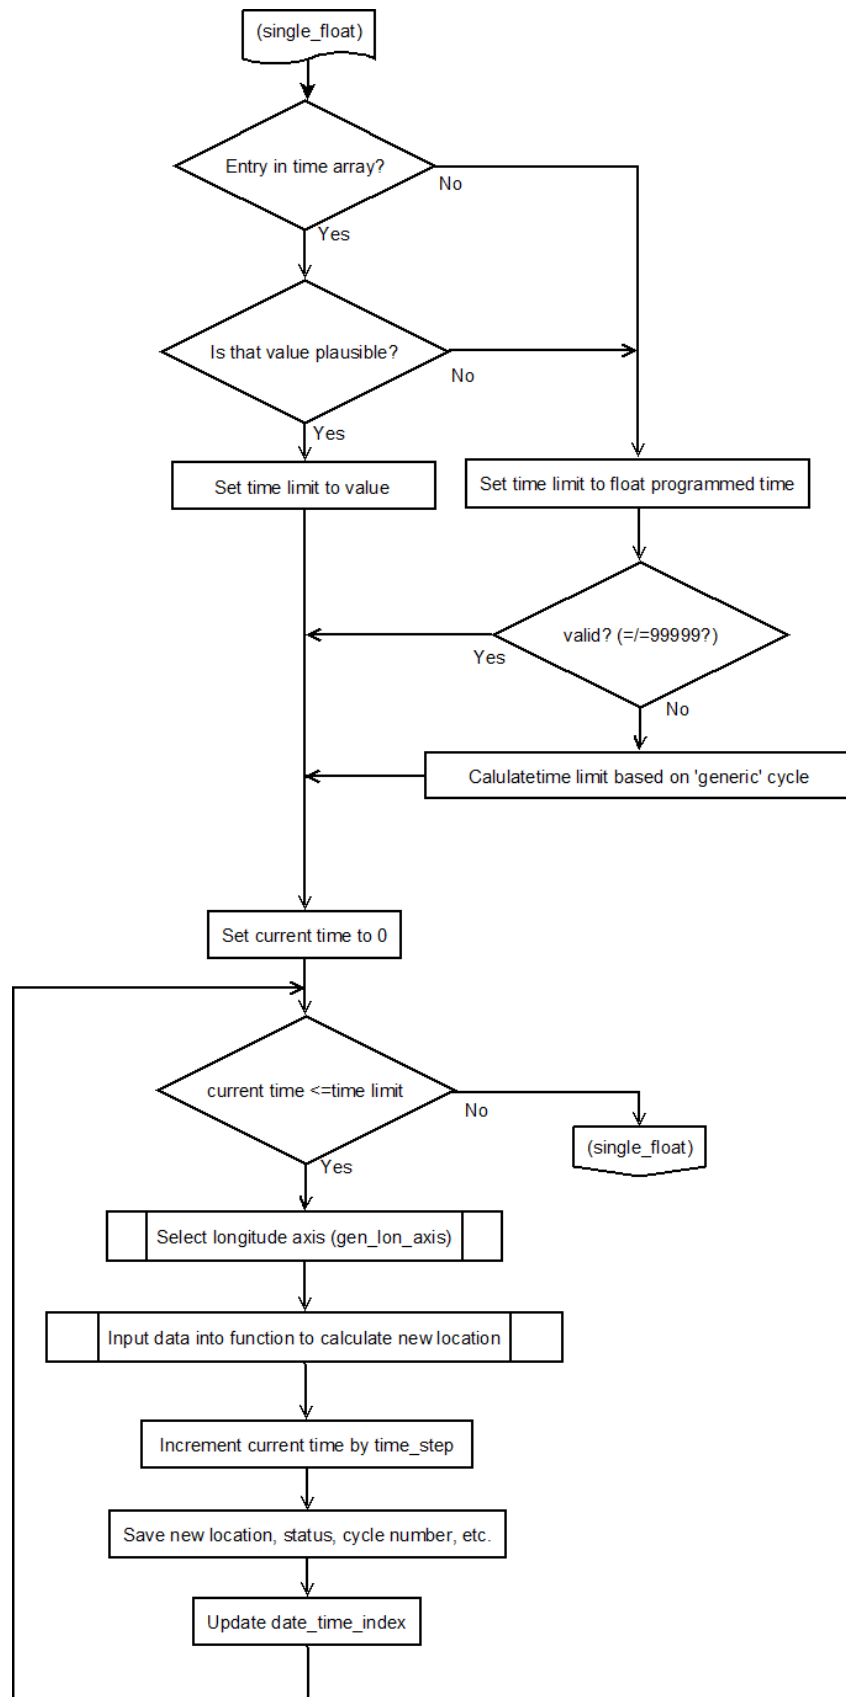 (single_float)
Entry in time array?
No
Yes
Is that value plausible?
No
Yes
Set time limit to value
Set time limit to float programmed time
valid? (=/=99999?)
Yes
No
Calulatetime limit based on 'generic' cycle
Set current time to 0
current time <=time limit
No
(single_float)
Yes
Select longitude axis (gen_lon_axis)
Input data into function to calculate new location
Increment current time by time_step
Save new location, status, cycle number, etc.
Update date_time_index